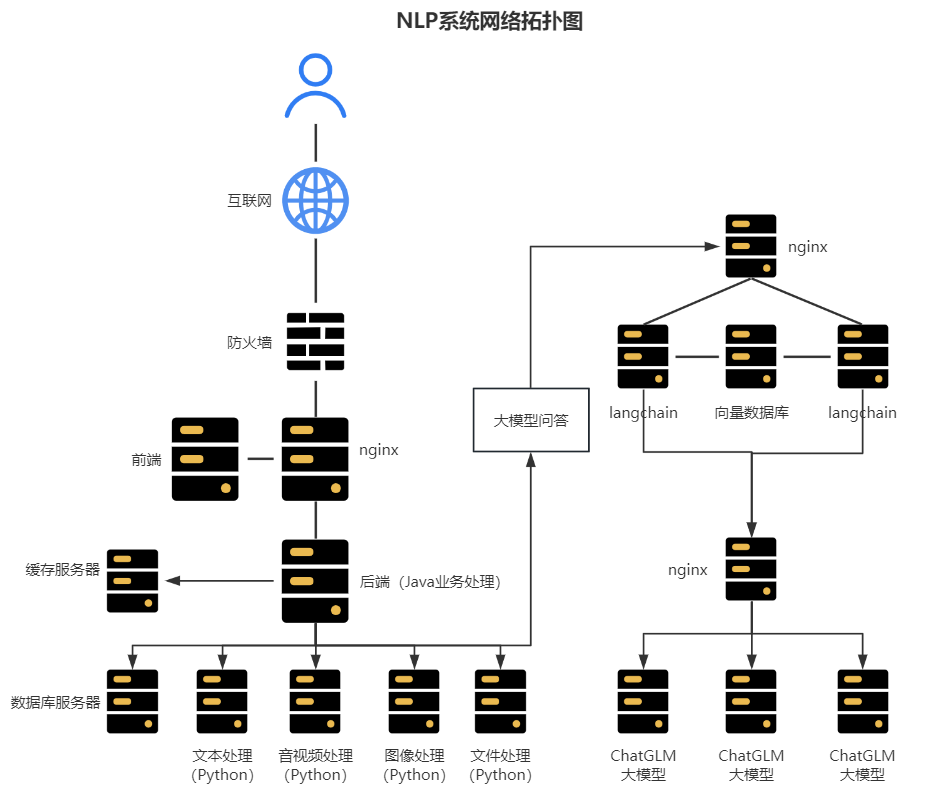 NLP系统网络拓扑图
互联网
防火墙
前端
nginx
缓存服务器
后端（Java业务处理）
数据库服务器
文本处理
（Python）
音视频处理
（Python）
图像处理
（Python）
文件处理
（Python）
大模型问答
nginx
langchain
向量数据库
langchain
nginx
ChatGLM
大模型
ChatGLM
大模型
ChatGLM
大模型